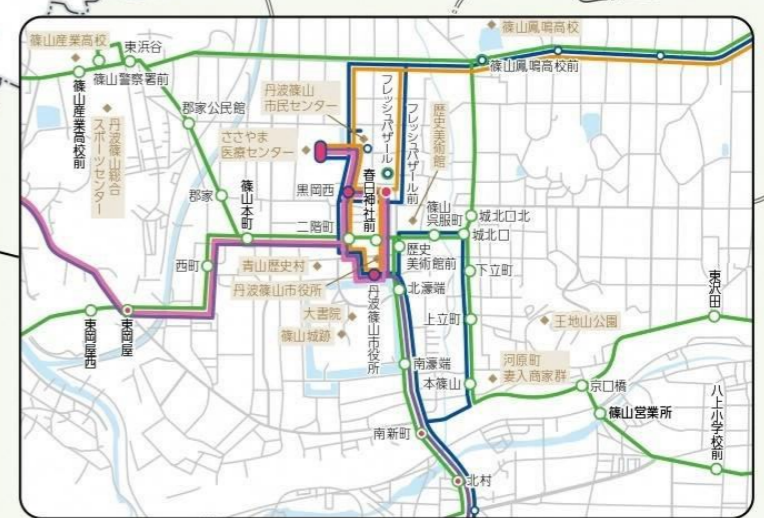 篠山産業高校
東浜谷
篠山警察署前
篠山産業高校前
丹波篠山総合
スポーツセンター
郡家公民館
郡家
篠山本町
西町
東岡屋西
東岡屋
丹波篠山
市民センター
ささやま
医療センター
黒岡西
二階町
春日神社前
フレッシュバザール
フレッシュバザール前
歴史美術館
篠山鳳鳴高校
篠山鳳鳴高校前
篠山
呉服町
城北口北
城北口
歴史
美術館前
下立町
北濠端
青山歴史村
丹波篠山市役所
丹波篠山市役所
大書院
篠山城跡
上立町
南濠端
本篠山
王地山公園
河原町
妻入商家群
東沢田
京口橋
篠山営業所
八上小学校前
南新町
北村